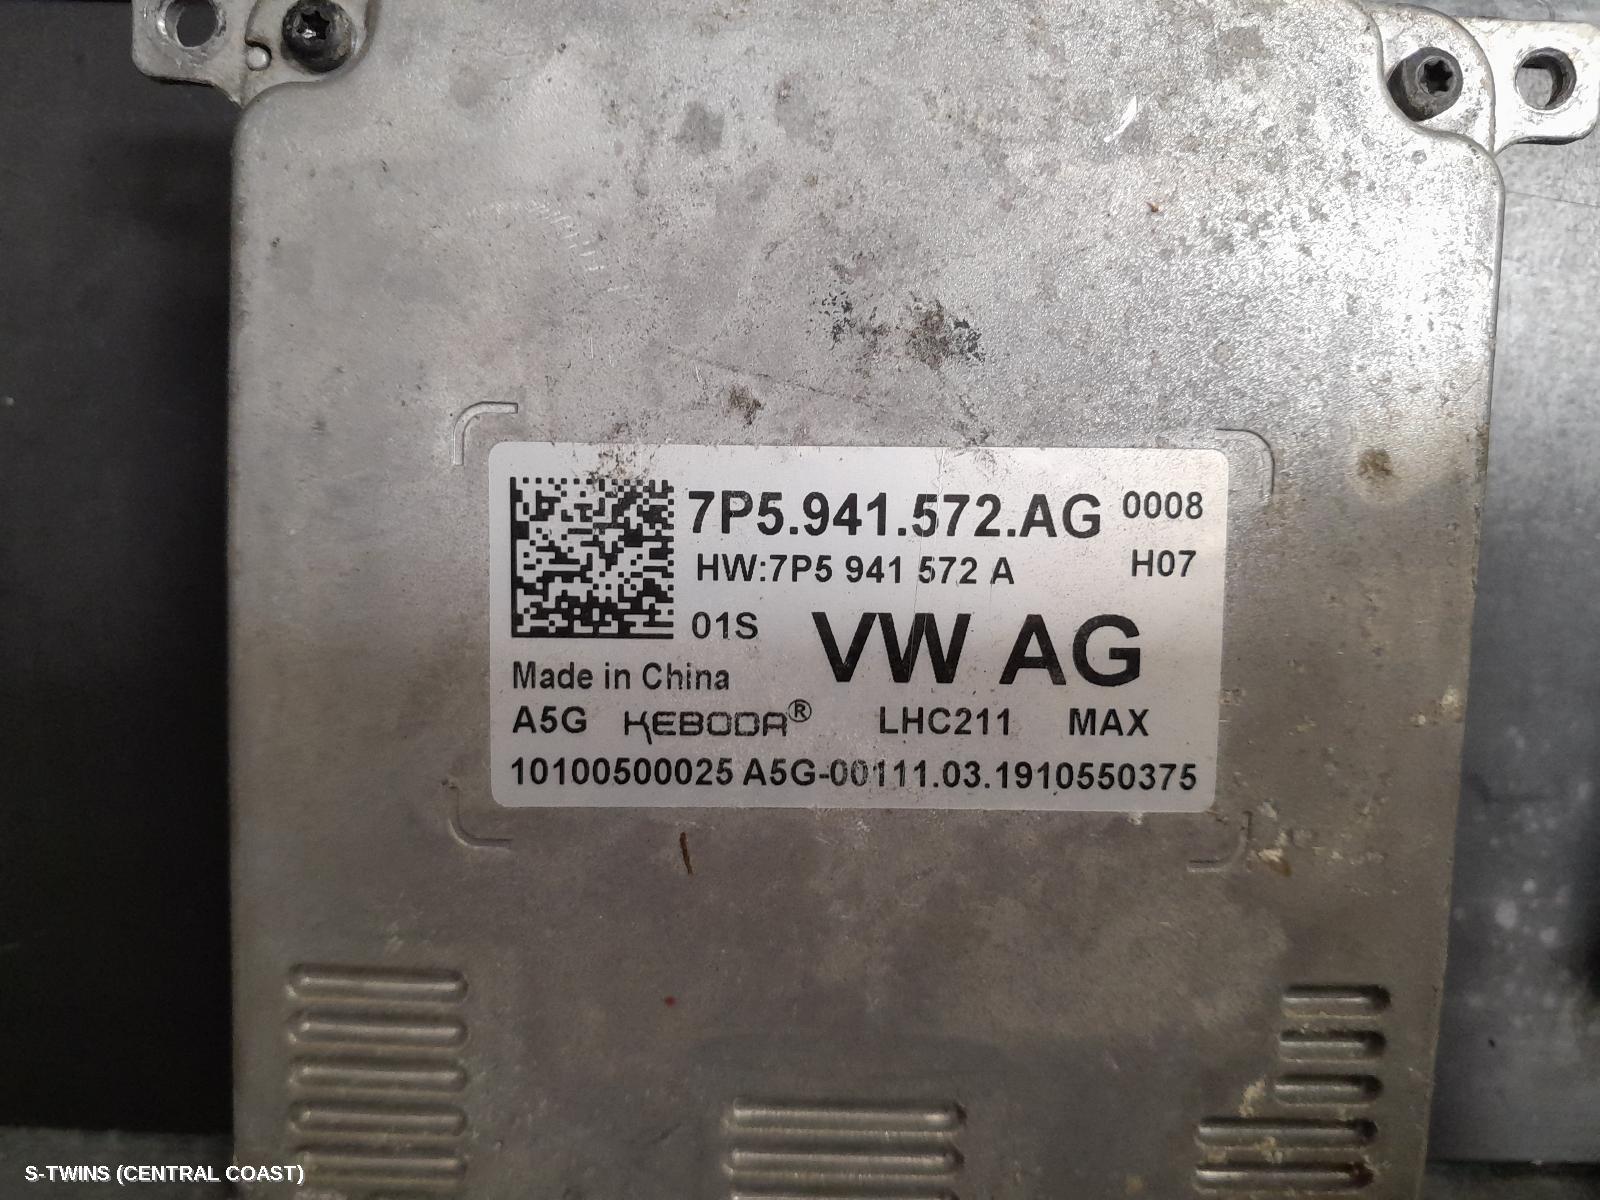 7P5.941.572.AG 0008
HW:7P5 941 572 A H07
01S VW AG
Made in China
A5G KEBODA® LHC211 MAX
10100500025 A5G-00111.03.1910550375
S-TWINS (CENTRAL COAST)